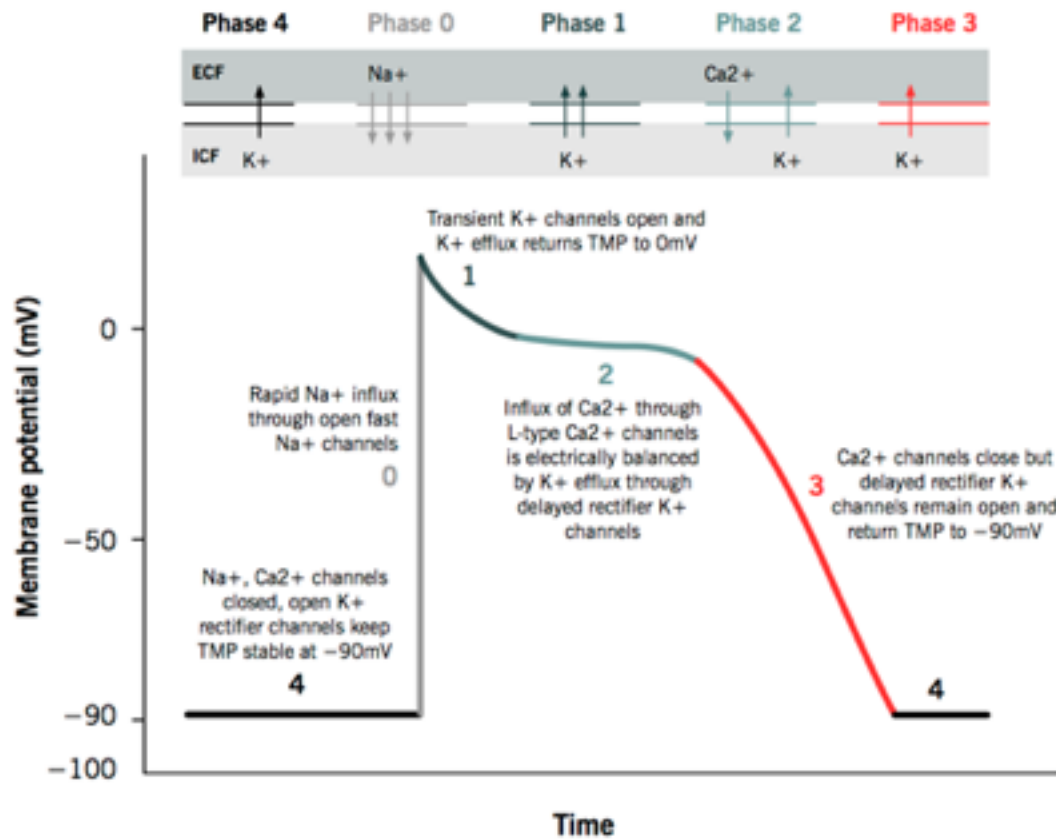 Phase 4 Phase 0 Phase 1 Phase 2 Phase 3
ECF Na+ Ca2+
ICF K+ K+ K+ K+
Transient K+ channels open and
K+ efflux returns TMP to 0mV
1
0
2
Rapid Na+ influx
through open fast
Na+ channels
0
Influx of Ca2+ through
L-type Ca2+ channels
is electrically balanced
by K+ efflux through
delayed rectifier K+
channels
3
Ca2+ channels close but
delayed rectifier K+
channels remain open and
return TMP to −90mV
−50
Na+, Ca2+ channels
closed, open K+
rectifier channels keep
TMP stable at −90mV
4
4
−90
−100
Membrane potential (mV)
Time